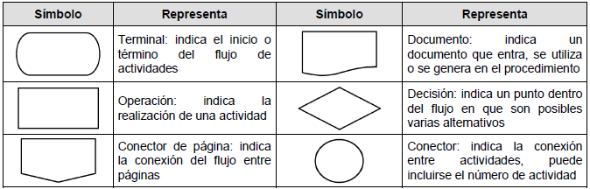 Símbolo Representa Símbolo Representa
Terminal: indica el inicio o
término del flujo de
actividades
Documento: indica un
documento que entra, se utiliza
o se genera en el procedimiento
Operación: indica la
realización de una actividad
Decisión: indica un punto dentro
del flujo en que son posibles
varias alternativos
Conector de página: indica
la conexión del flujo entre
páginas
Conector: indica la conexión
entre actividades, puede
incluirse el número de actividad